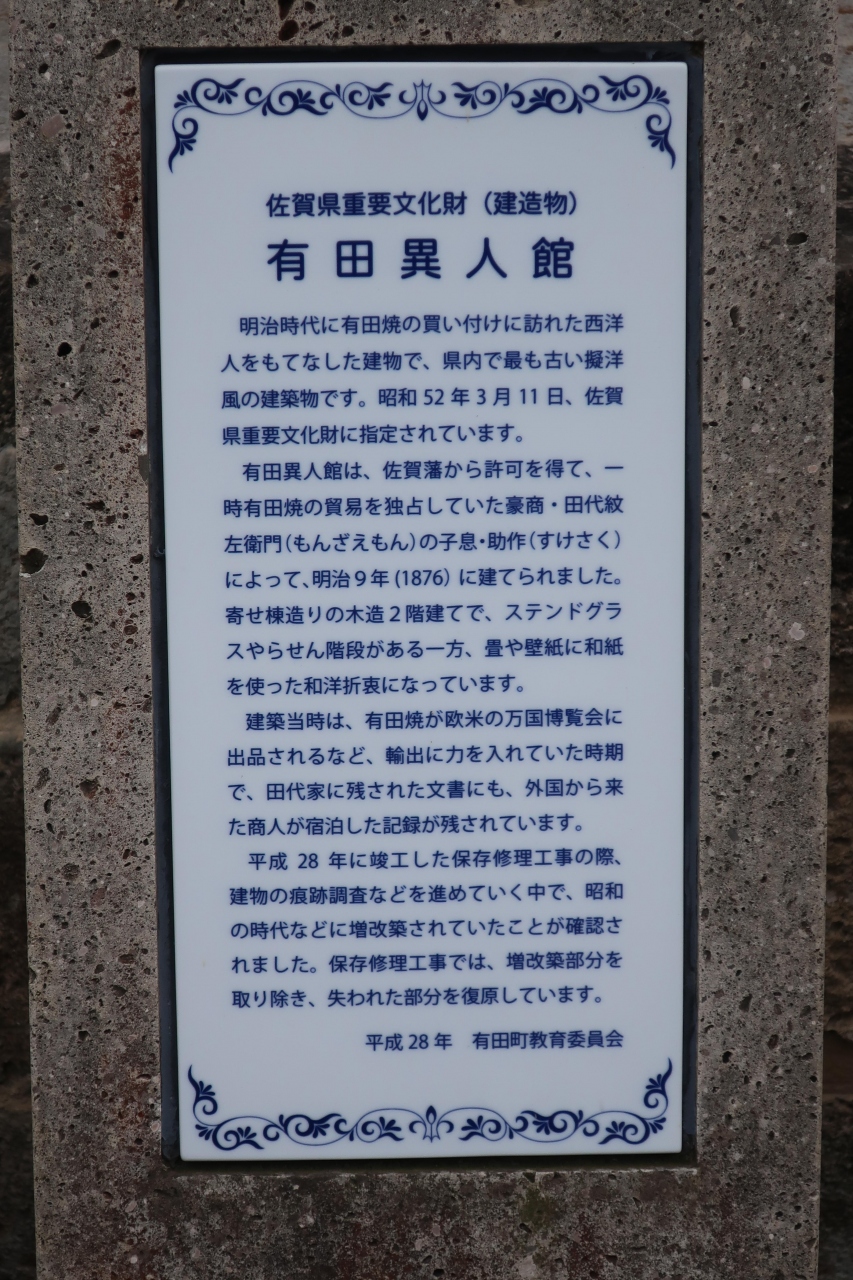 佐賀県重要文化財（建造物）
有田異人館
明治時代に有田焼の買い付けに訪れた西洋
人をもてなした建物で、県内で最も古い擬洋
風の建築物です。昭和 52 年 3 月 11 日、佐賀
県重要文化財に指定されています。
有田異人館は、佐賀藩から許可を得て、一
時有田焼の貿易を独占していた豪商・田代紋
左衛門（もんざえもん）の子息・助作（すけさく）
によって、明治９年 (1876) に建てられました。
寄せ棟造りの木造２階建てで、ステンドグラ
スやらせん階段がある一方、畳や壁紙に和紙
を使った和洋折衷になっています。
建築当時は、有田焼が欧米の万国博覧会に
出品されるなど、輸出に力を入れていた時期
で、田代家に残された文書にも、外国から来
た商人が宿泊した記録が残されています。
平成 28 年に竣工した保存修理工事の際、
建物の痕跡調査などを進めていく中で、昭和
の時代などに増改築されていたことが確認さ
れました。保存修理工事では、増改築部分を
取り除き、失われた部分を復原しています。
平成 28 年　有田町教育委員会